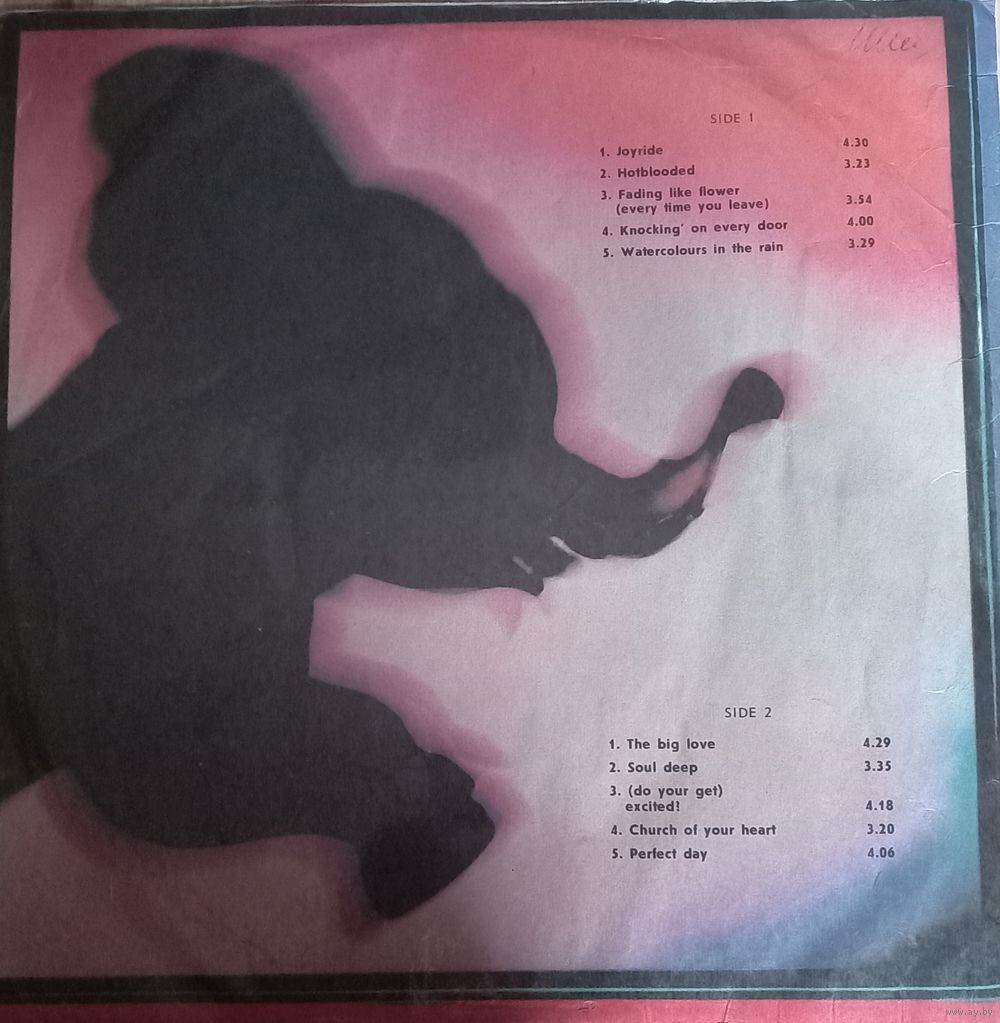 SIDE 1
1. Joyride 4.30
2. Hotblooded 3.23
3. Fading like flower
(every time you leave) 3.54
4. Knocking' on every door 4.00
5. Watercolours in the rain 3.29
SIDE 2
1. The big love 4.29
2. Soul deep 3.35
3. (do your get)
excited! 4.18
4. Church of your heart 3.20
5. Perfect day 4.06
www.ay.by